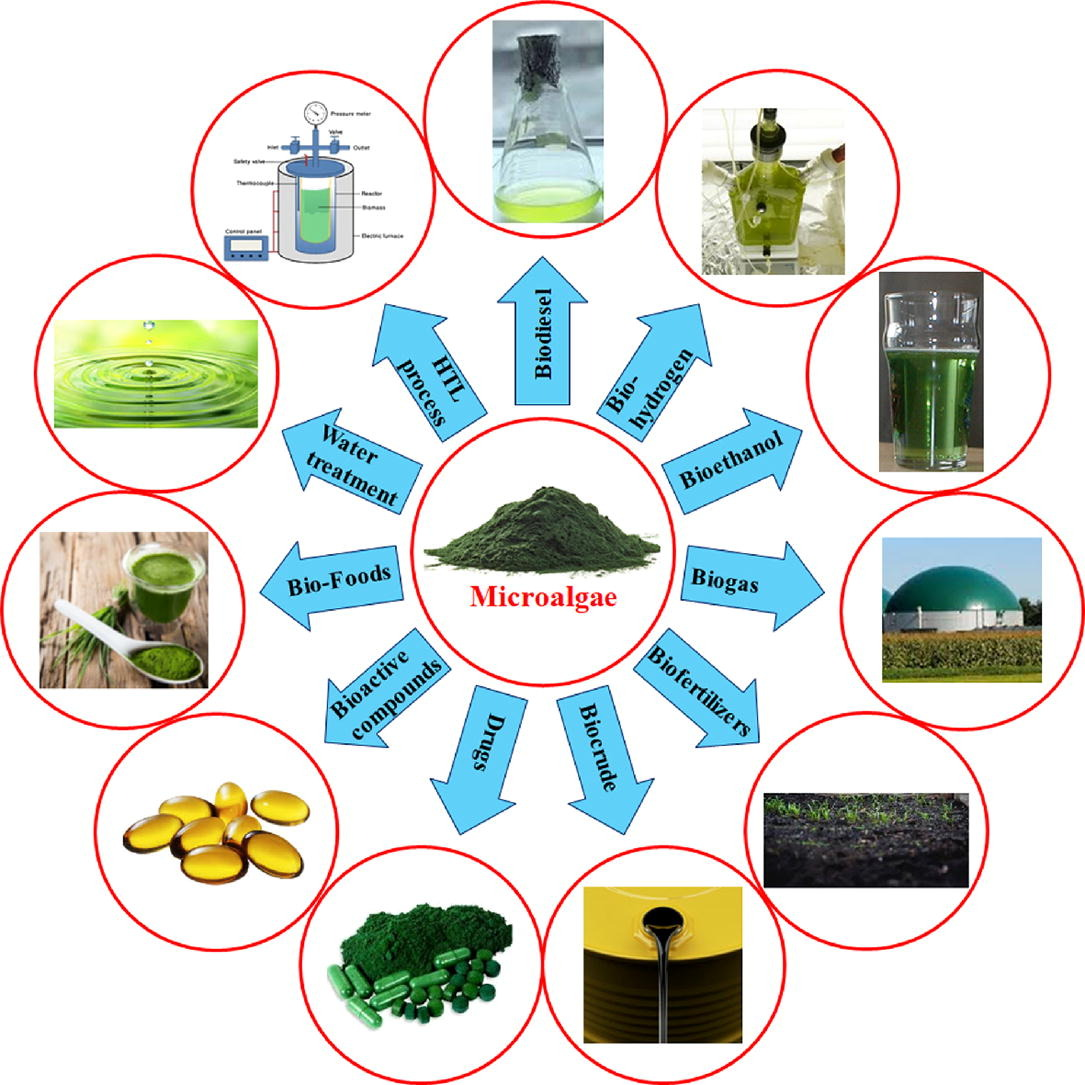 Pressure meter
Valve
Inlet
Outlet
Safety valve
Thermocouple
Reactor
Biomass
Control panel
Electric furnace
Biodiesel
Bio-
hydrogen
Bioethanol
Biogas
Biofertilizers
Biocrude
Drugs
Bioactive
compounds
Bio-Foods
Water
treatment
HTL
process
Microalgae